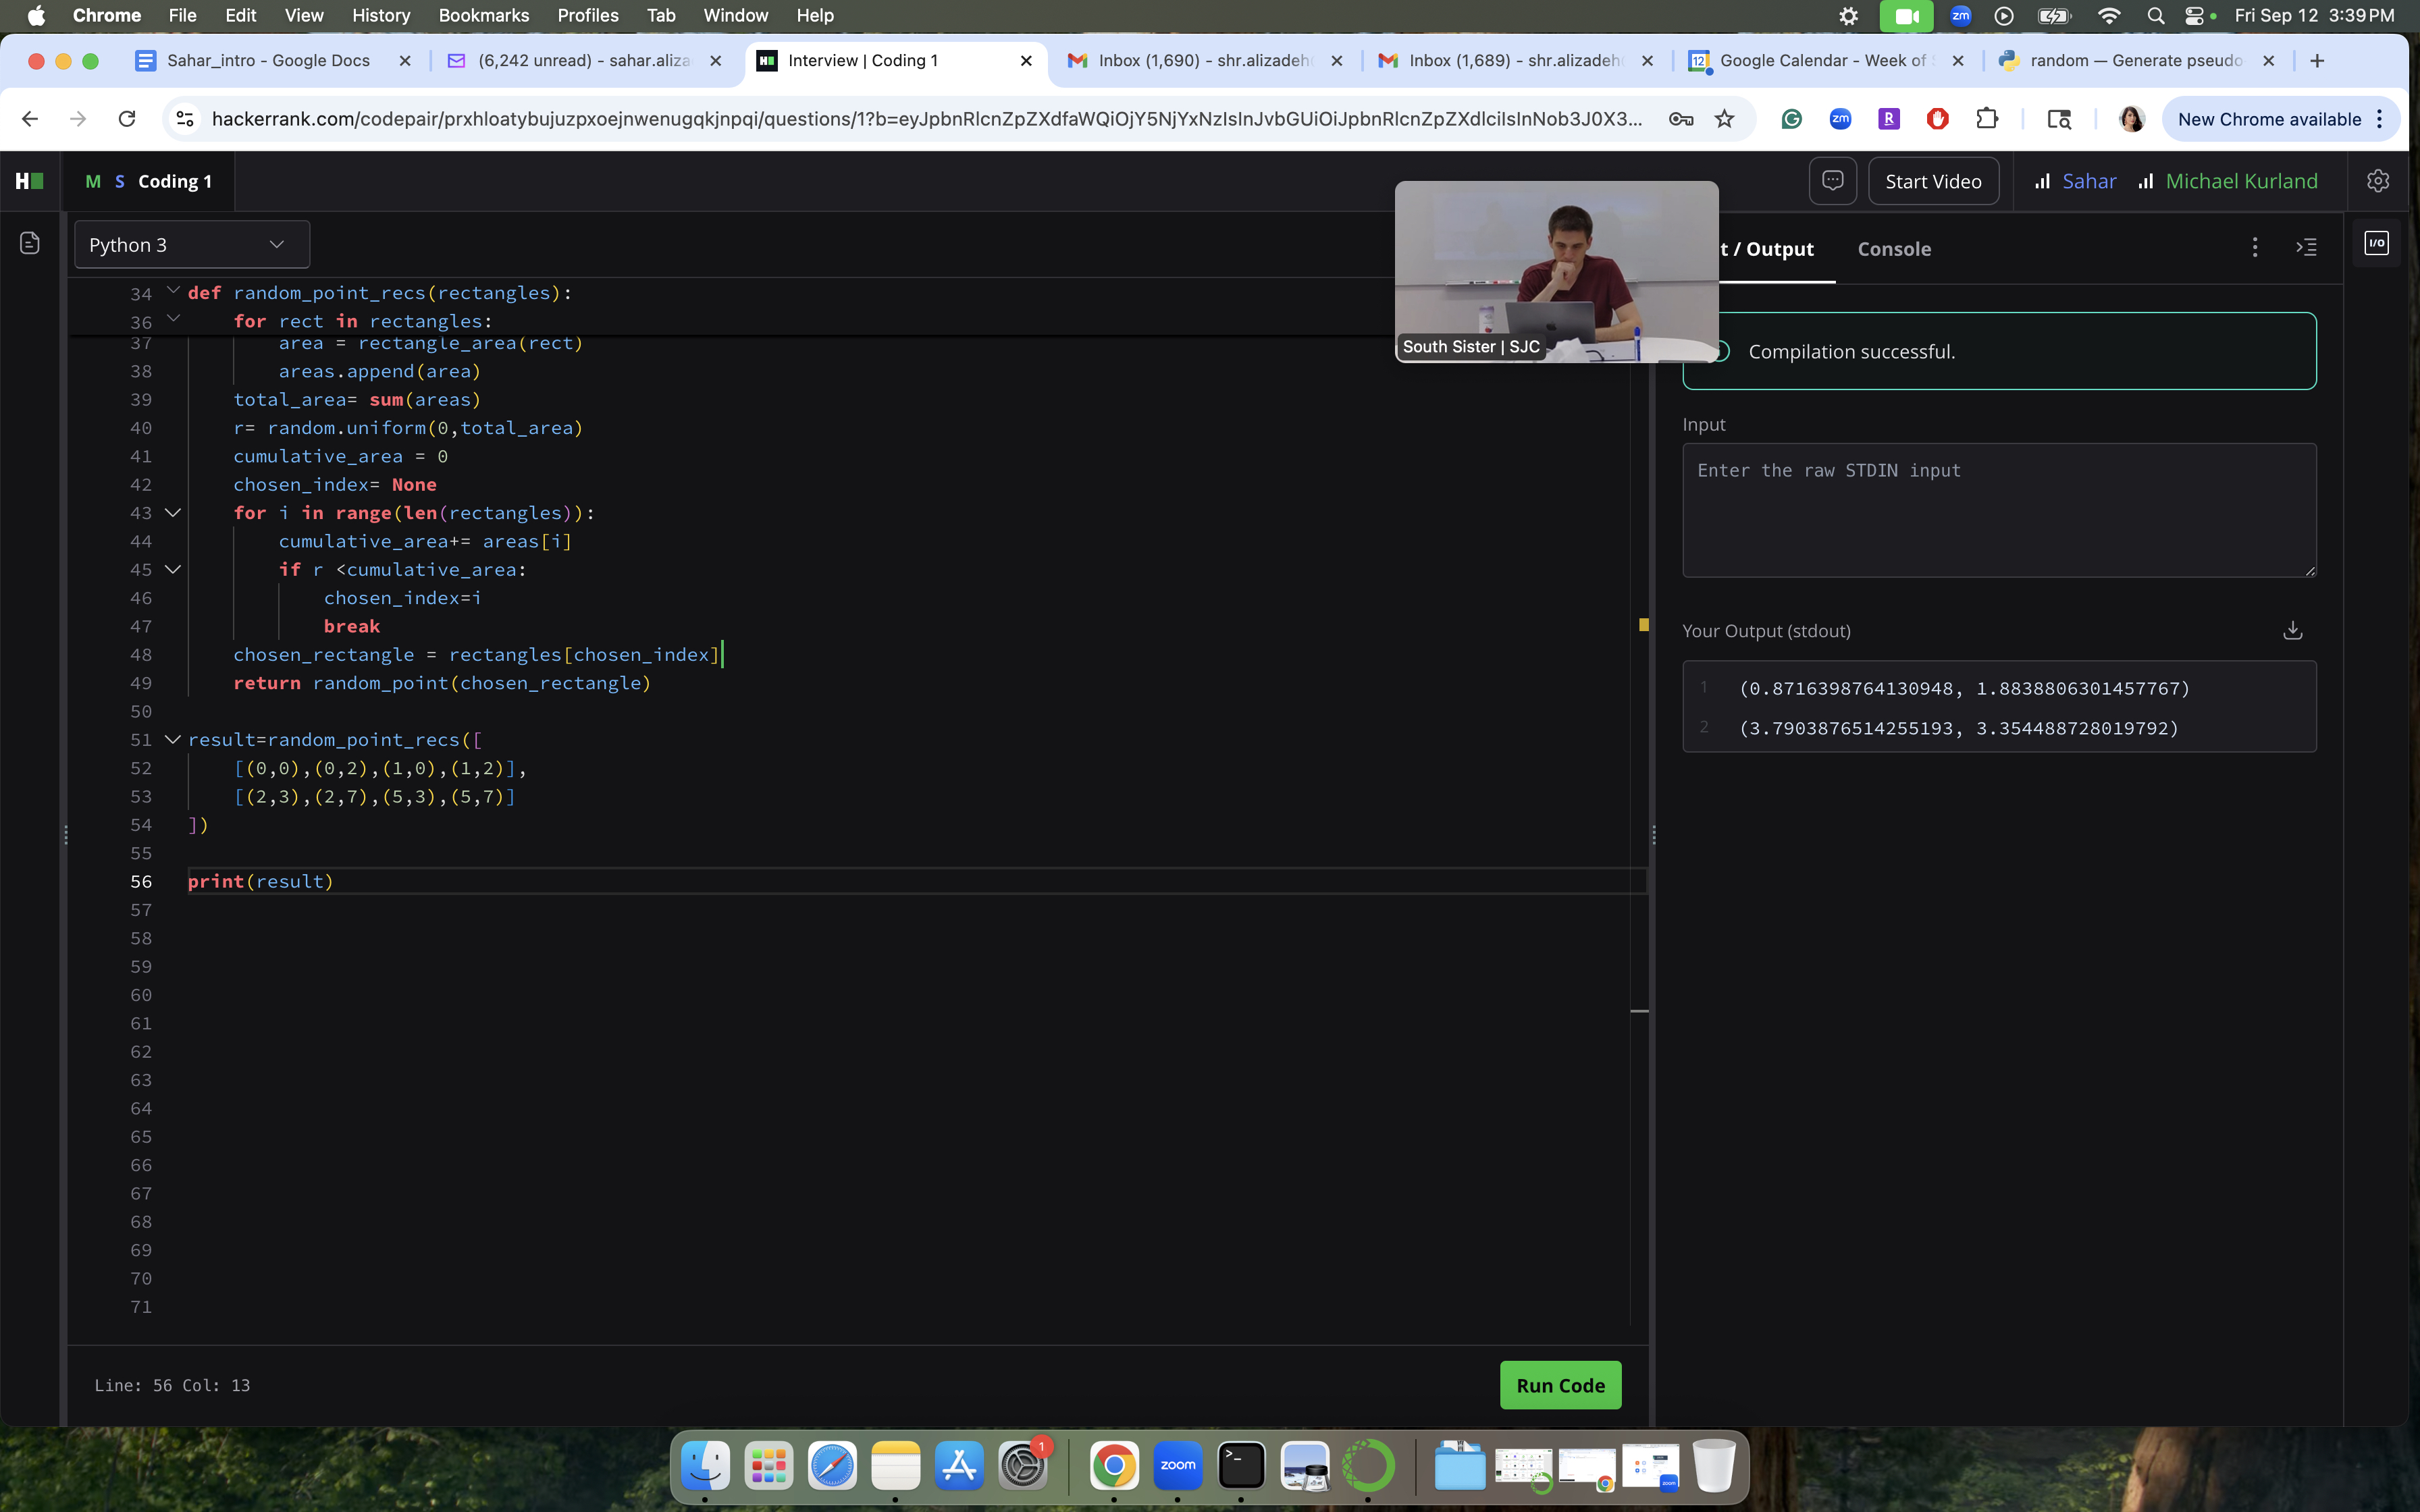 Chrome File Edit View History Bookmarks Profiles Tab Window Help zm Fri Sep 12 3:39 PM
Sahar_intro - Google Docs (6,242 unread) - sahar.aliza Interview | Coding 1 Inbox (1,690) - shr.alizadeh Inbox (1,689) - shr.alizadeh 12 Google Calendar - Week of random — Generate pseudo
zm R New Chrome available
M S Coding 1 Start Video Sahar Michael Kurland
Python 3
34 def random_point_recs(rectangles):
36 for rect in rectangles:
37 area = rectangle_area(rect)
38 areas.append(area)
39 total_area= sum(areas)
40 r= random.uniform(0,total_area)
41 cumulative_area = 0
42 chosen_index= None
43 for i in range(len(rectangles)):
44 cumulative_area+= areas[i]
45 if r <cumulative_area:
46 chosen_index=i
47 break
48 chosen_rectangle = rectangles[chosen_index]
49 return random_point(chosen_rectangle)
50
51 result=random_point_recs([
52 [(0,0),(0,2),(1,0),(1,2)],
53 [(2,3),(2,7),(5,3),(5,7)]
54 ])
55
56 print(result)
57
58
59
60
61
62
63
64
65
66
67
68
69
70
71
Line: 56 Col: 13
Run Code
South Sister | SJC
t / Output Console
I/O
Compilation successful.
Input
Enter the raw STDIN input
Your Output (stdout)
1 (0.8716398764130948, 1.8838806301457767)
2 (3.7903876514255193, 3.354488728019792)
1
zoom